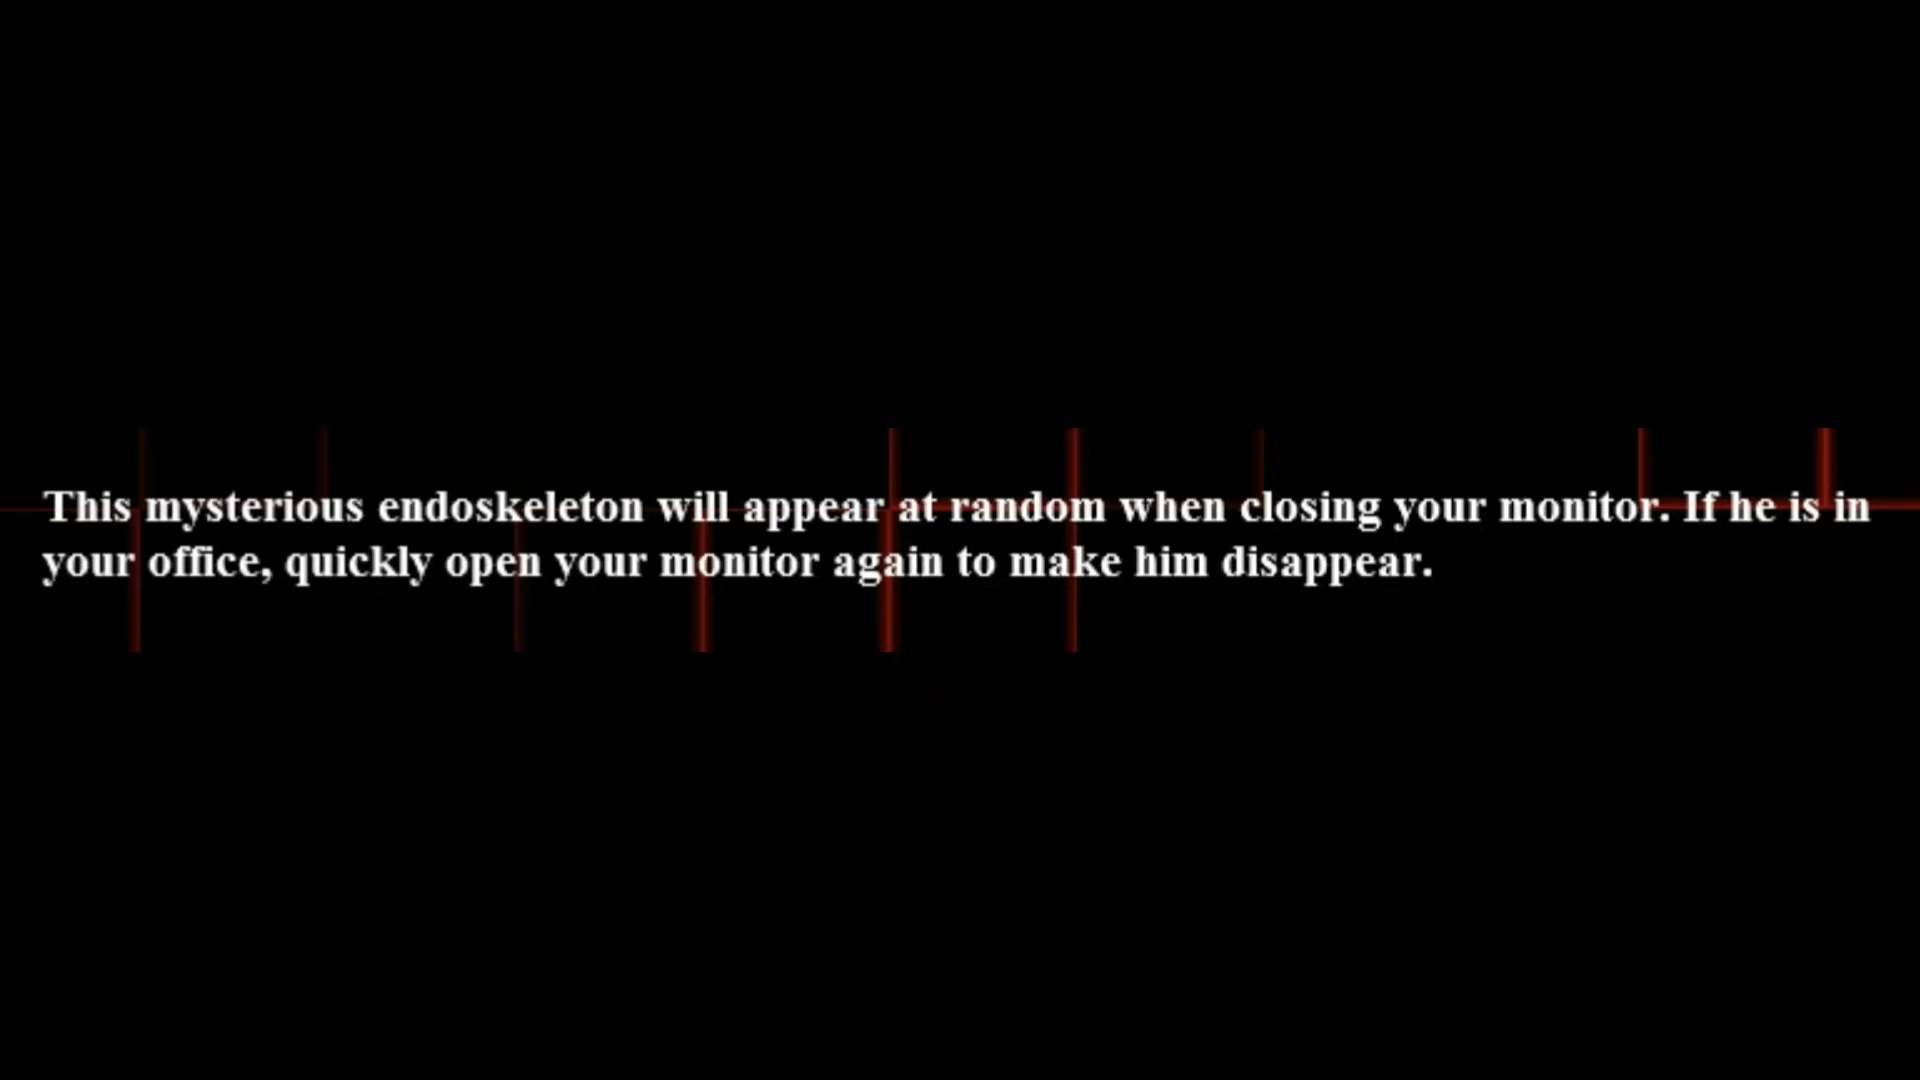 This mysterious endoskeleton will appear at random when closing your monitor. If he is in
your office, quickly open your monitor again to make him disappear.